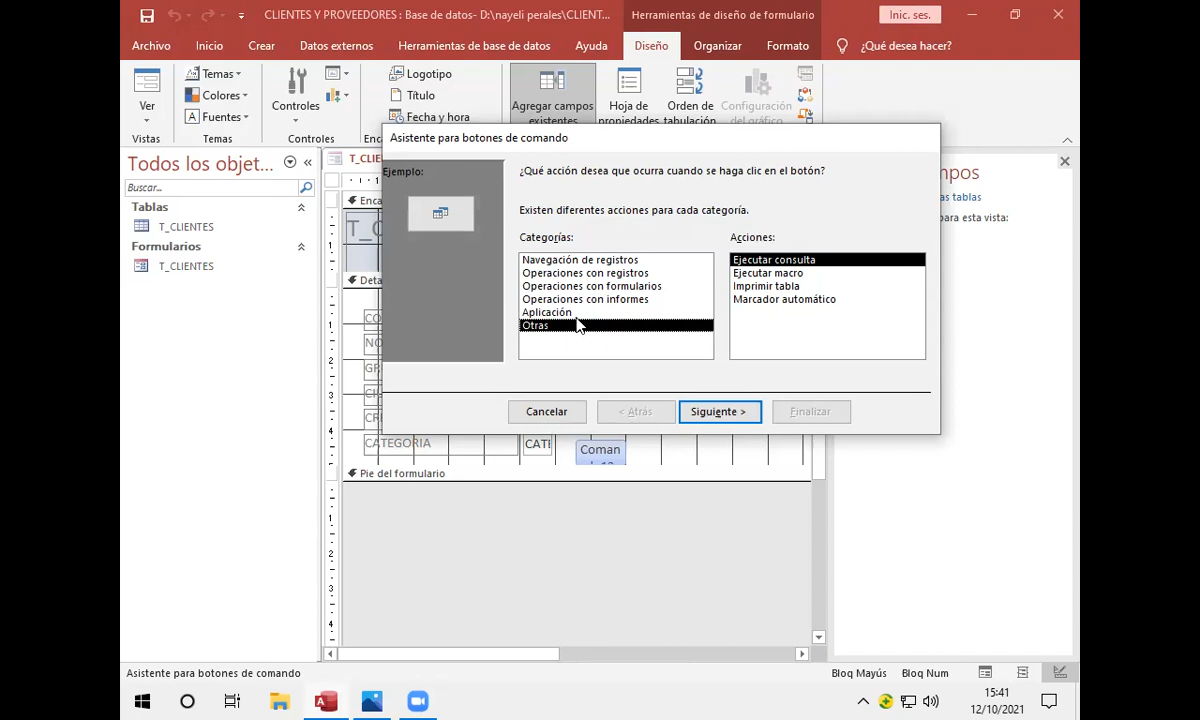 CLIENTES Y PROVEEDORES : Base de datos- D:\nayeli perales\CLIENT...
Herramientas de diseño de formulario
Inic. ses.
Archivo Inicio Crear Datos externos Herramientas de base de datos Ayuda Diseño Organizar Formato ¿Qué desea hacer?
Ver
Vistas
Temas
Colores
Fuentes
Temas
Controles
Controles
Logotipo
Título
Fecha y hora
Agregar campos
existentes
Hoja de
propiedades
Orden de
tabulación
Configuración
del gráfico
Todos los objet...
Buscar...
Tablas
T_CLIENTES
Formularios
T_CLIENTES
Asistente para botones de comando
Ejemplo:
¿Qué acción desea que ocurra cuando se haga clic en el botón?
Existen diferentes acciones para cada categoría.
Categorías:
Navegación de registros
Operaciones con registros
Operaciones con formularios
Operaciones con informes
Aplicación
Otras
Acciones:
Ejecutar consulta
Ejecutar macro
Imprimir tabla
Marcador automático
Cancelar
< Atrás
Siguiente >
Finalizar
CATEGORIA
Coman
Pie del formulario
Asistente para botones de comando
Bloq Mayús
Bloq Num
15:41
12/10/2021